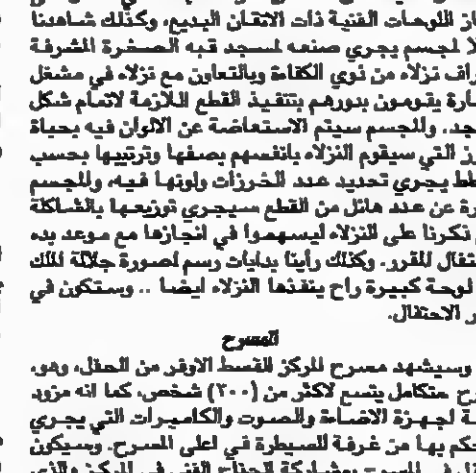 از اللوحات الفنية ذات الاتقان البديع، وكذلك شاهدنا
لا لجسم يجري صنعه لمسجد قبه الصخرة المشرفة
راف نزلاء من ذوي الكفاءة وبالتعاون مع نزلاء في مشغل
ارة يقومون بدورهم بتنفيذ القطع اللازمة لاتمام شكل
جد. وللجسم سيتم الاستعاضة عن الالوان فيه بحياة
ز التي سيقوم النزلاء بانفسهم بصفها وترتيبها بحسب
طط يجري تحديد عدد الخرزات ولونها فيه، وللجسم
رة عن عدد هائل من القطع سيجري توزيعها بالشاكلة
ذكرنا على النزلاء ليسهموا في انجازها مع موعد بدء
تفال المقرر. وكذلك رأينا بدايات رسم لصورة جلالة الملك
لوحة كبيرة راح ينفذها النزلاء ايضا .. وستكون في
ر الاحتفال.
المسرح
وسيشهد مسرح المركز القسط الاوفر من الحفل، وهو،
رح متكامل يتسع لاكثر من (٢٠٠) شخص، كما انه مزود
ة لجهزة الاضاءة والصوت والكاميرات التي يجري
حكم بها من غرفة للسيطرة في اعلى المسرح. وسيكون